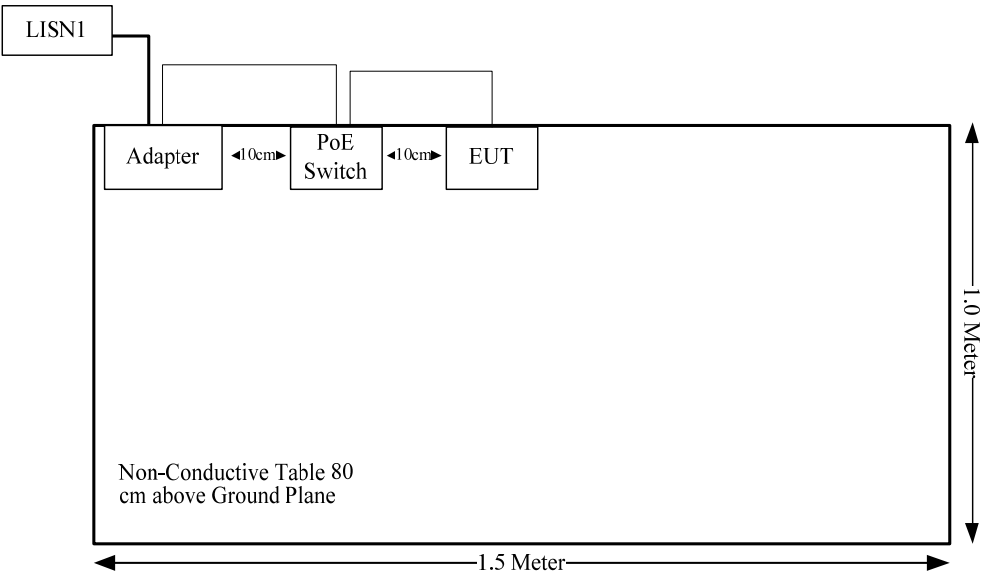 LISN1
Adapter
10cm
PoE
Switch
10cm
EUT
1.0 Meter
Non-Conductive Table 80
cm above Ground Plane
1.5 Meter